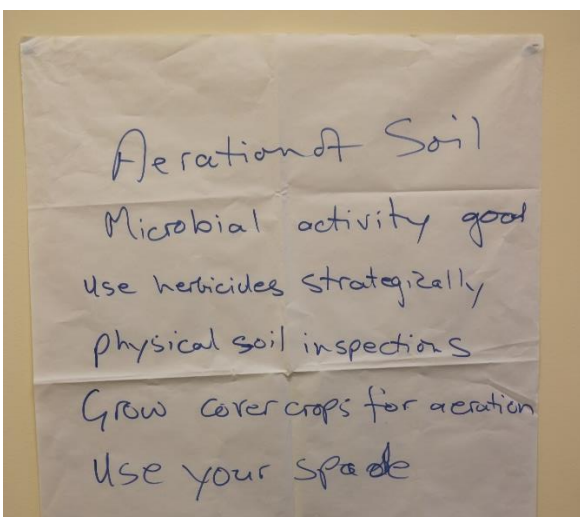 Aeration of Soil
Microbial activity good
Use herbicides strategizally
physical soil inspections
Grow cover crops for aeration
Use your spade